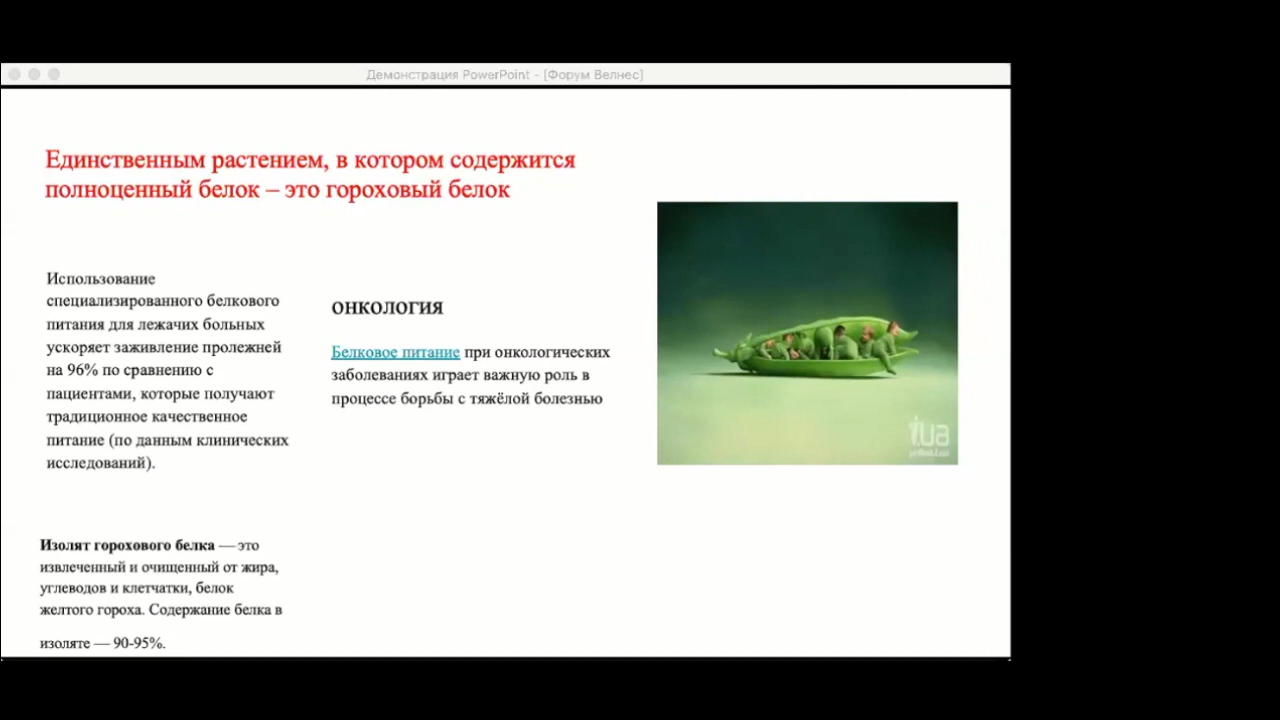 Демонстрация PowerPoint - [Форум Велнес]
Единственным растением, в котором содержится
полноценный белок – это гороховый белок
Использование
специализированного белкового
питания для лежачих больных
ускоряет заживление пролежней
на 96% по сравнению с
пациентами, которые получают
традиционное качественное
питание (по данным клинических
исследований).
ОНКОЛОГИЯ
Белковое питание при онкологических
заболеваниях играет важную роль в
процессе борьбы с тяжёлой болезнью
i.ua
Изолят горохового белка — это
извлеченный и очищенный от жира,
углеводов и клетчатки, белок
желтого гороха. Содержание белка в
изоляте — 90-95%.